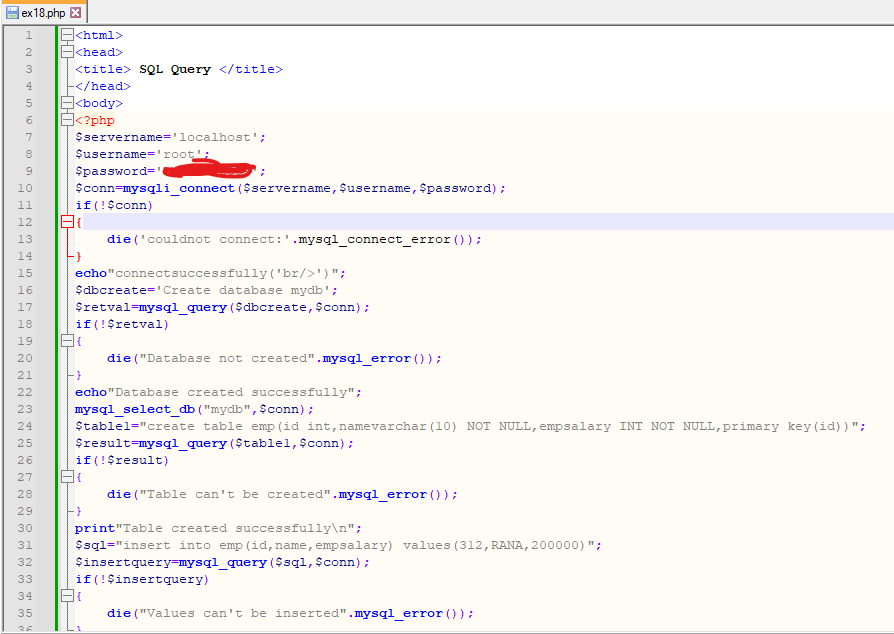 ex18.php
1 <html>
2 <head>
3 <title> SQL Query </title>
4 </head>
5 <body>
6 <?php
7 $servername='localhost';
8 $username='root';
9 $password=' ';
10 $conn=mysqli_connect($servername,$username,$password);
11 if(!$conn)
12 {
13 die('couldnot connect:'.mysql_connect_error());
14 }
15 echo"connectsuccessfully('br/>')";
16 $dbcreate='Create database mydb';
17 $retval=mysql_query($dbcreate,$conn);
18 if(!$retval)
19 {
20 die("Database not created".mysql_error());
21 }
22 echo"Database created successfully";
23 mysql_select_db("mydb",$conn);
24 $table1="create table emp(id int,namevarchar(10) NOT NULL,empsalary INT NOT NULL,primary key(id))";
25 $result=mysql_query($table1,$conn);
26 if(!$result)
27 {
28 die("Table can't be created".mysql_error());
29 }
30 print"Table created successfully\n";
31 $sql="insert into emp(id,name,empsalary) values(312,RANA,200000)";
32 $insertquery=mysql_query($sql,$conn);
33 if(!$insertquery)
34 {
35 die("Values can't be inserted".mysql_error());
36 }